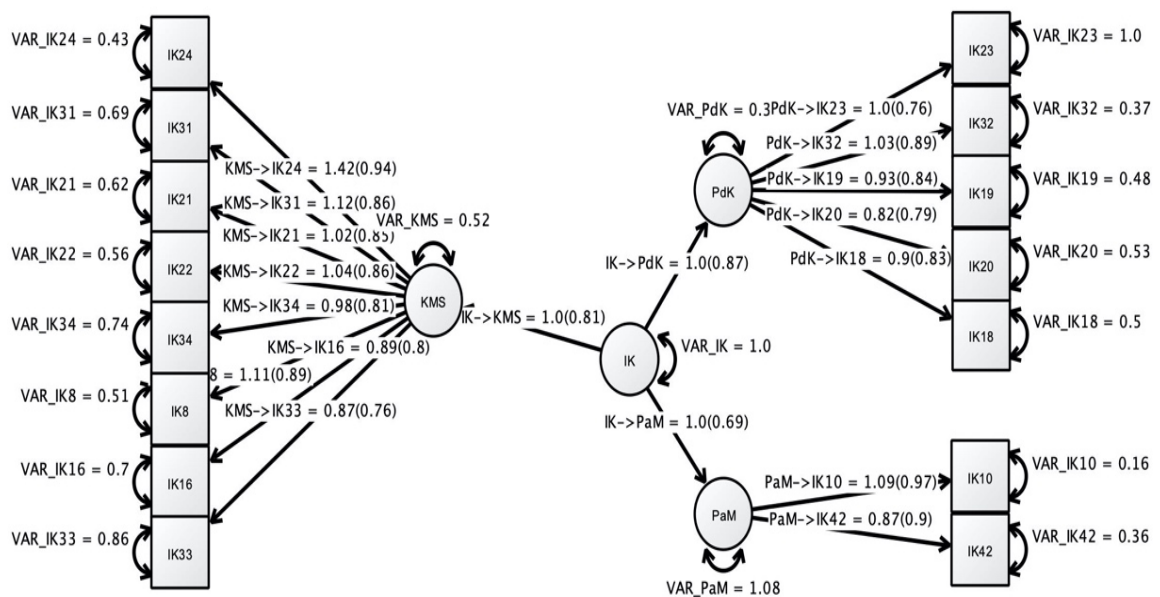 VAR_IK24 = 0.43
IK24
VAR_IK31 = 0.69
IK31
VAR_IK21 = 0.62
IK21
VAR_IK22 = 0.56
IK22
VAR_IK34 = 0.74
IK34
VAR_IK8 = 0.51
IK8
VAR_IK16 = 0.7
IK16
VAR_IK33 = 0.86
IK33
KMS->IK24 = 1.42(0.94)
KMS->IK31 = 1.12(0.86)
KMS->IK21 = 1.02(0.85)
KMS->IK22 = 1.04(0.86)
KMS->IK34 = 0.98(0.81)
KMS->IK16 = 0.89(0.8)
8 = 1.11(0.89)
KMS->IK33 = 0.87(0.76)
VAR_KMS = 0.52
KMS
IK->KMS = 1.0(0.81)
IK
VAR_IK = 1.0
IK->PdK = 1.0(0.87)
IK->PaM = 1.0(0.69)
VAR_PdK = 0.3
PdK
PdK->IK23 = 1.0(0.76)
PdK->IK32 = 1.03(0.89)
PdK->IK19 = 0.93(0.84)
PdK->IK20 = 0.82(0.79)
PdK->IK18 = 0.9(0.83)
IK23
VAR_IK23 = 1.0
IK32
VAR_IK32 = 0.37
IK19
VAR_IK19 = 0.48
IK20
VAR_IK20 = 0.53
IK18
VAR_IK18 = 0.5
PaM
VAR_PaM = 1.08
PaM->IK10 = 1.09(0.97)
PaM->IK42 = 0.87(0.9)
IK10
VAR_IK10 = 0.16
IK42
VAR_IK42 = 0.36